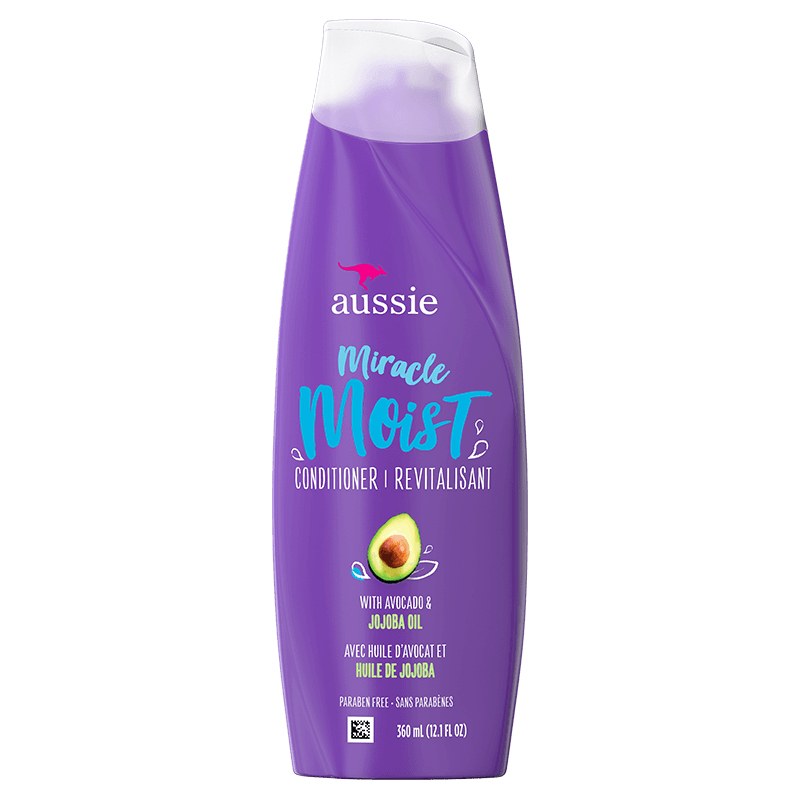 aussie
Miracle
Moist
CONDITIONER | REVITALISANT
WITH AVOCADO &
JOJOBA OIL
AVEC HUILE D'AVOCAT ET
HUILE DE JOJOBA
PARABEN FREE - SANS PARABÈNES
360 mL (12.1 FL OZ)